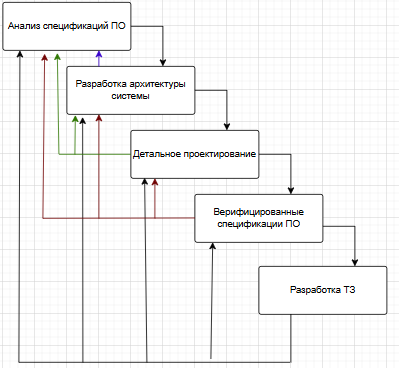 Анализ спецификаций ПО
Разработка архитектуры
системы
Детальное проектирование
Верифицированные
спецификации ПО
Разработка ТЗ